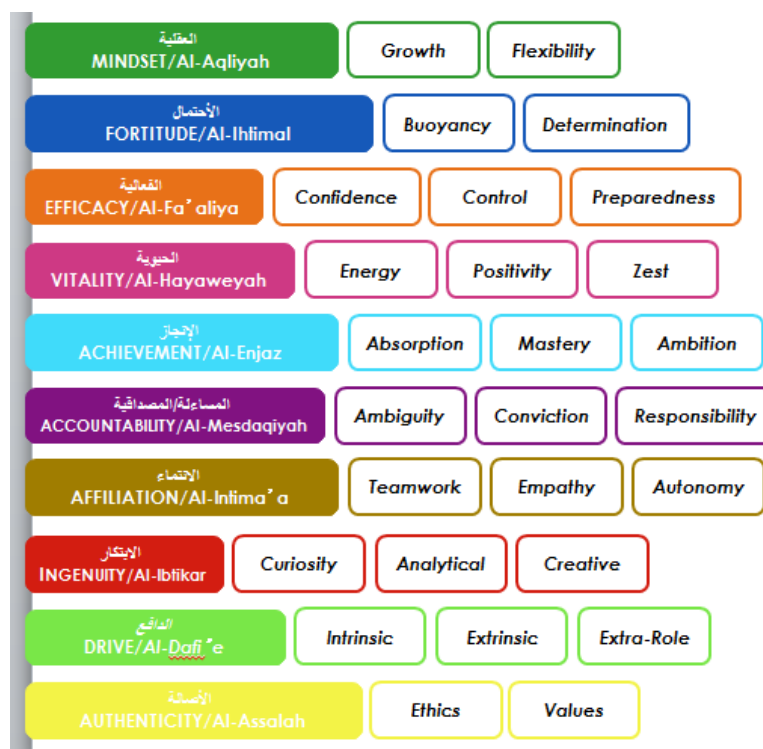 العقلية
MINDSET/Al-Aqliyah
Growth
Flexibility
الأحتمال
FORTITUDE/Al-Ihtimal
Buoyancy
Determination
الفعالية
EFFICACY/Al-Fa’aliya
Confidence
Control
Preparedness
الحيوية
VITALITY/Al-Hayaweyah
Energy
Positivity
Zest
الإنجاز
ACHIEVEMENT/Al-Enjaz
Absorption
Mastery
Ambition
المساءلة/المصداقية
ACCOUNTABILITY/Al-Mesdaqiyah
Ambiguity
Conviction
Responsibility
الانتماء
AFFILIATION/Al-Intima’a
Teamwork
Empathy
Autonomy
الابتكار
INGENUITY/Al-Ibtikar
Curiosity
Analytical
Creative
الدافع
DRIVE/Al-Dafi’e
Intrinsic
Extrinsic
Extra-Role
الأصالة
AUTHENTICITY/Al-Assalah
Ethics
Values